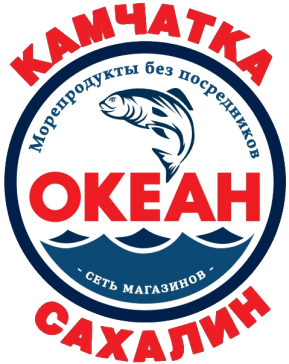 КАМЧАТКА
Морепродукты без посредников
ОКЕАН
- СЕТЬ МАГАЗИНОВ -
САХАЛИН